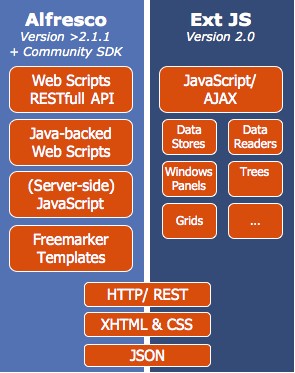 Alfresco
Version >2.1.1
+ Community SDK
Web Scripts
RESTfull API
Java-backed
Web Scripts
(Server-side)
JavaScript
Freemarker
Templates
Ext JS
Version 2.0
JavaScript/
AJAX
Data
Stores
Data
Readers
Windows
Panels
Trees
Grids
...
HTTP/ REST
XHTML & CSS
JSON